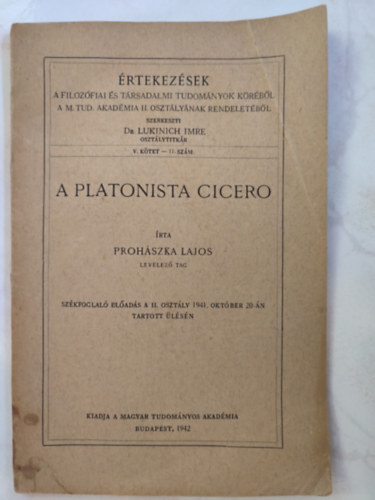 ÉRTEKEZÉSEK
A FILOZÓFIAI ÉS TÁRSADALMI TUDOMÁNYOK KÖRÉBŐL
A M. TUD. AKADÉMIA II. OSZTÁLYÁNAK RENDELETÉBŐL
SZERKESZTI
DR. LUKINICH IMRE
OSZTÁLYTITKÁR
V. KÖTET – 11. SZÁM.
A PLATONISTA CICERO
ÍRTA
PROHÁSZKA LAJOS
LEVELEZŐ TAG
SZÉKFOGLALÓ ELŐADÁS A II. OSZTÁLY 1941. OKTÓBER 20-ÁN
TARTOTT ÜLÉSÉN
KIADJA A MAGYAR TUDOMÁNYOS AKADÉMIA
BUDAPEST, 1942